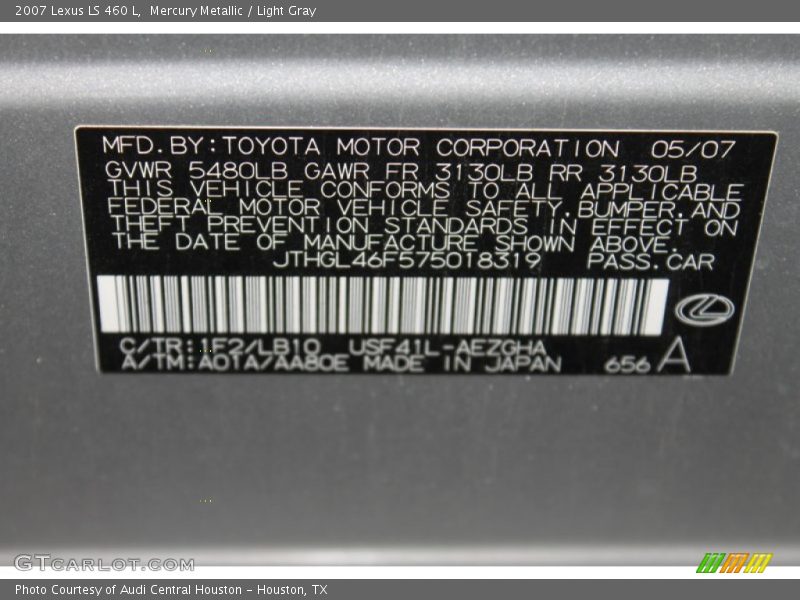 2007 Lexus LS 460 L, Mercury Metallic / Light Gray
MFD.BY:TOYOTA MOTOR CORPORATION 05/07
GVWR 5480LB GAWR FR 3130LB RR 3130LB
THIS VEHICLE CONFORMS TO ALL APPLICABLE
FEDERAL MOTOR VEHICLE SAFETY,BUMPER,AND
THEFT PREVENTION STANDARDS IN EFFECT ON
THE DATE OF MANUFACTURE SHOWN ABOVE.
JTHGL46F575018319 PASS.CAR
C/TR:1F2/LB10 USF41L-AEZGHA
A/TM:A01A/AA80E MADE IN JAPAN 656 A
GTCARLOT.COM
Photo Courtesy of Audi Central Houston - Houston, TX